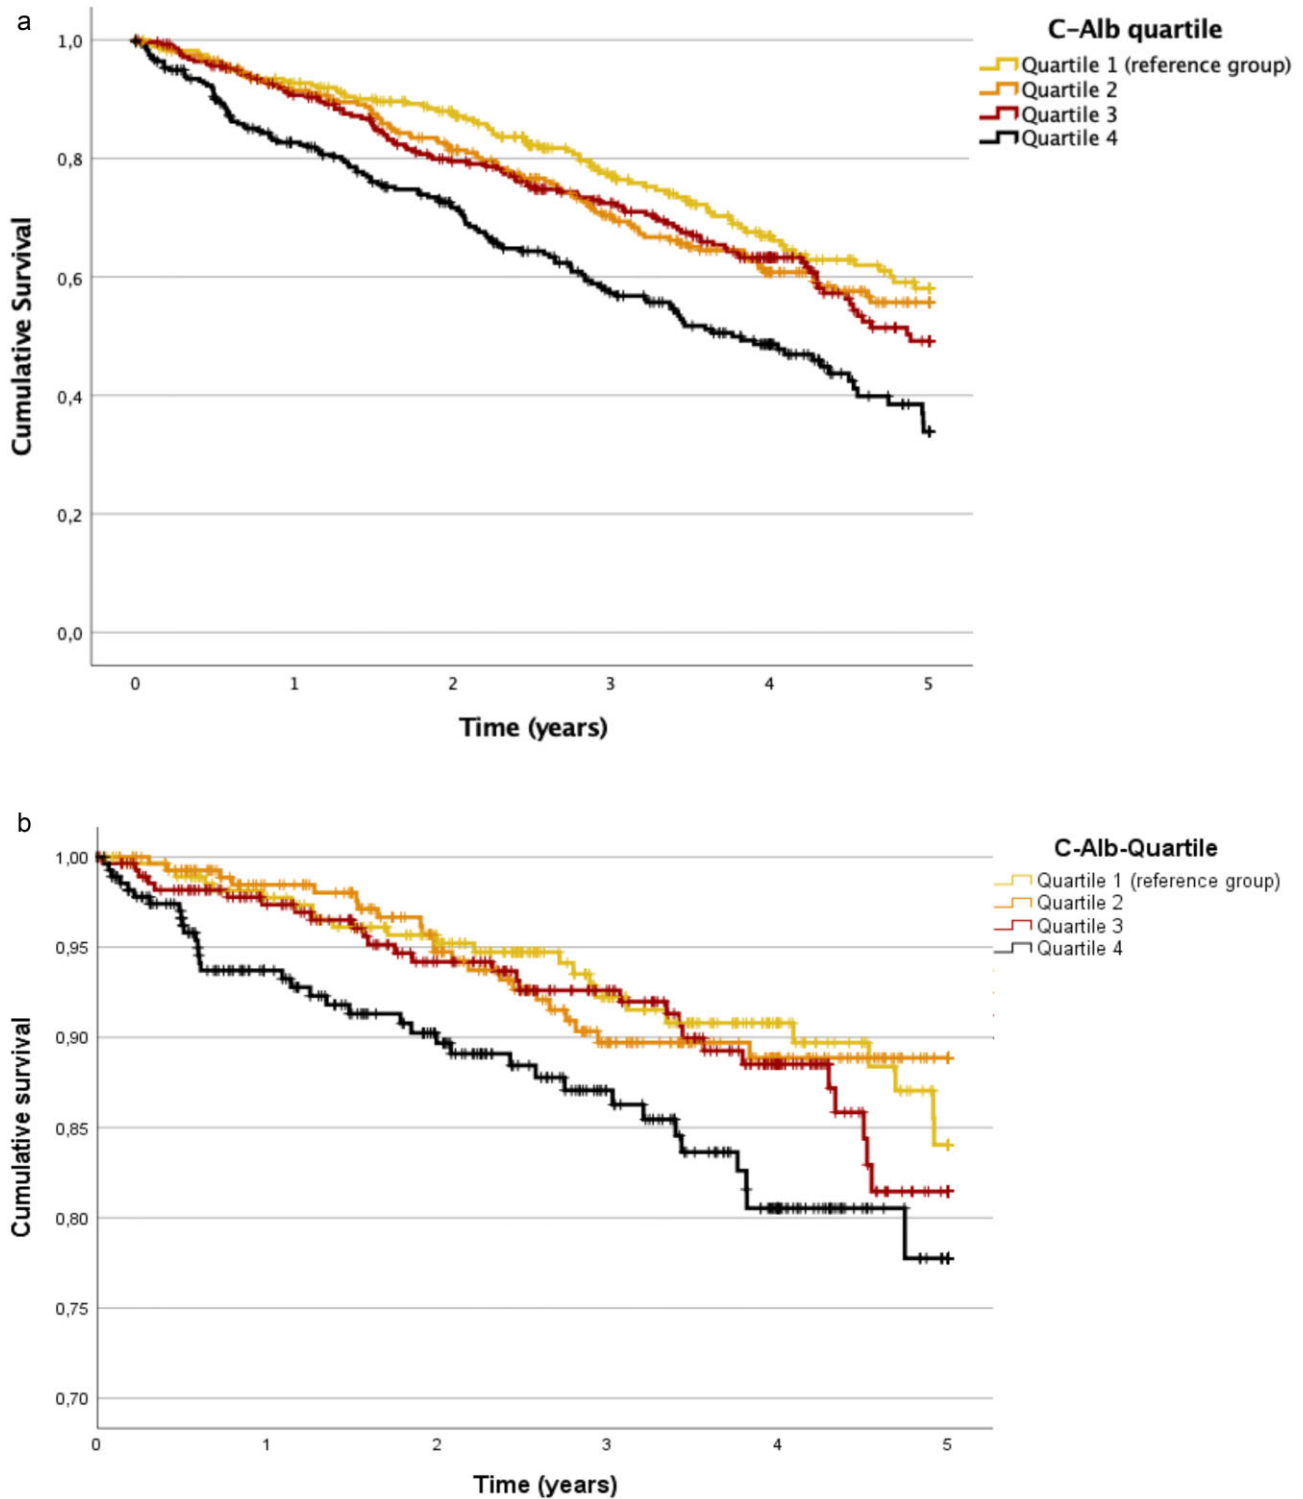 a
C-Alb quartile
Quartile 1 (reference group)
Quartile 2
Quartile 3
Quartile 4
1,0
0,8
0,6
0,4
0,2
0,0
Cumulative Survival
0 1 2 3 4 5
Time (years)
b
C-Alb-Quartile
Quartile 1 (reference group)
Quartile 2
Quartile 3
Quartile 4
1,00
0,95
0,90
0,85
0,80
0,75
0,70
Cumulative survival
0 1 2 3 4 5
Time (years)